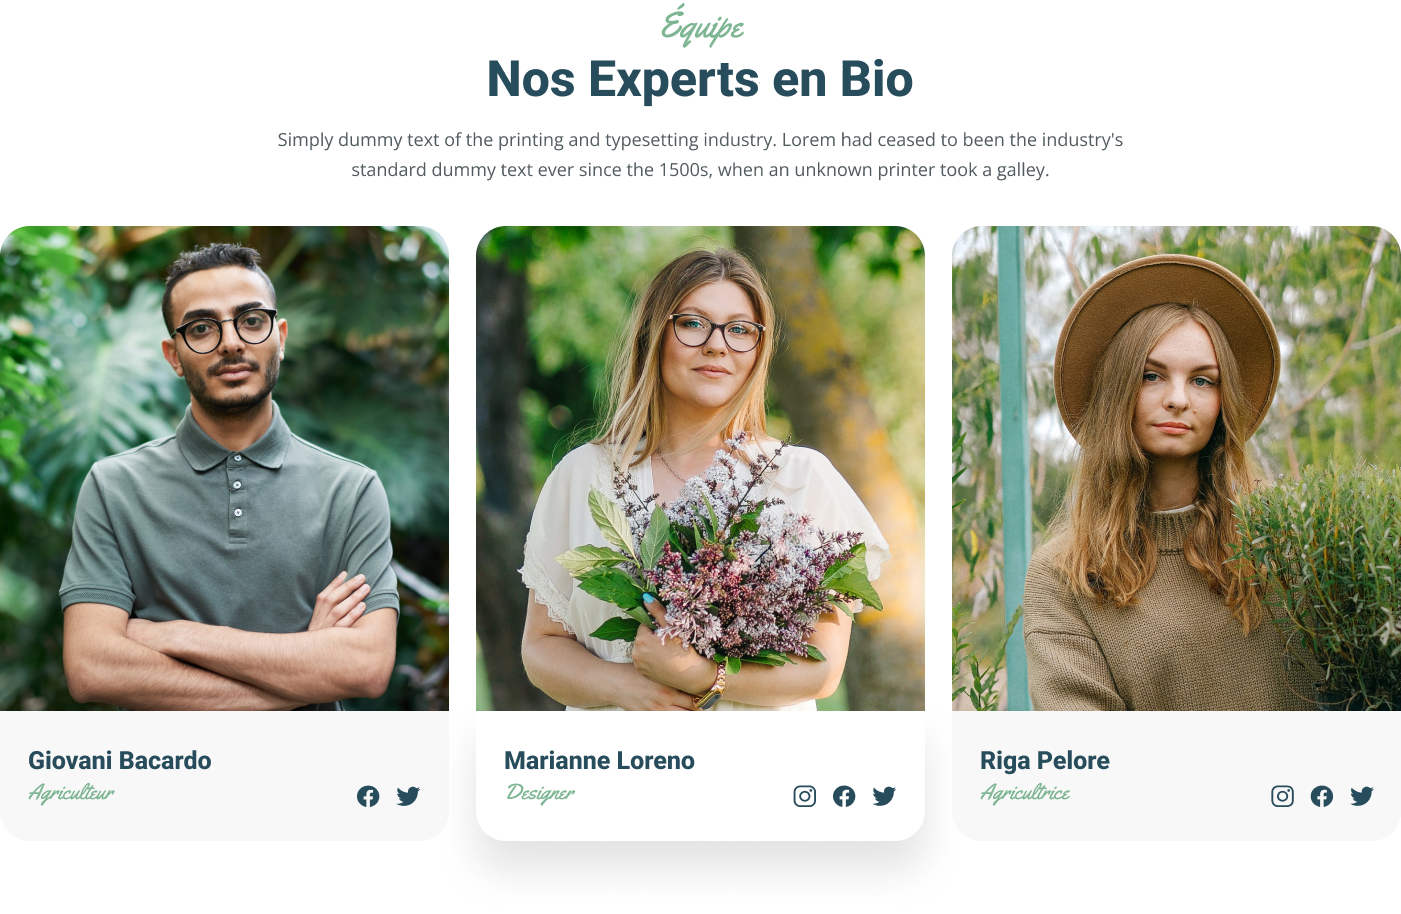 Équipe
Nos Experts en Bio
Simply dummy text of the printing and typesetting industry. Lorem had ceased to been the industry's
standard dummy text ever since the 1500s, when an unknown printer took a galley.
Giovani Bacardo
Agriculteur
Marianne Loreno
Designer
Riga Pelore
Agricultrice